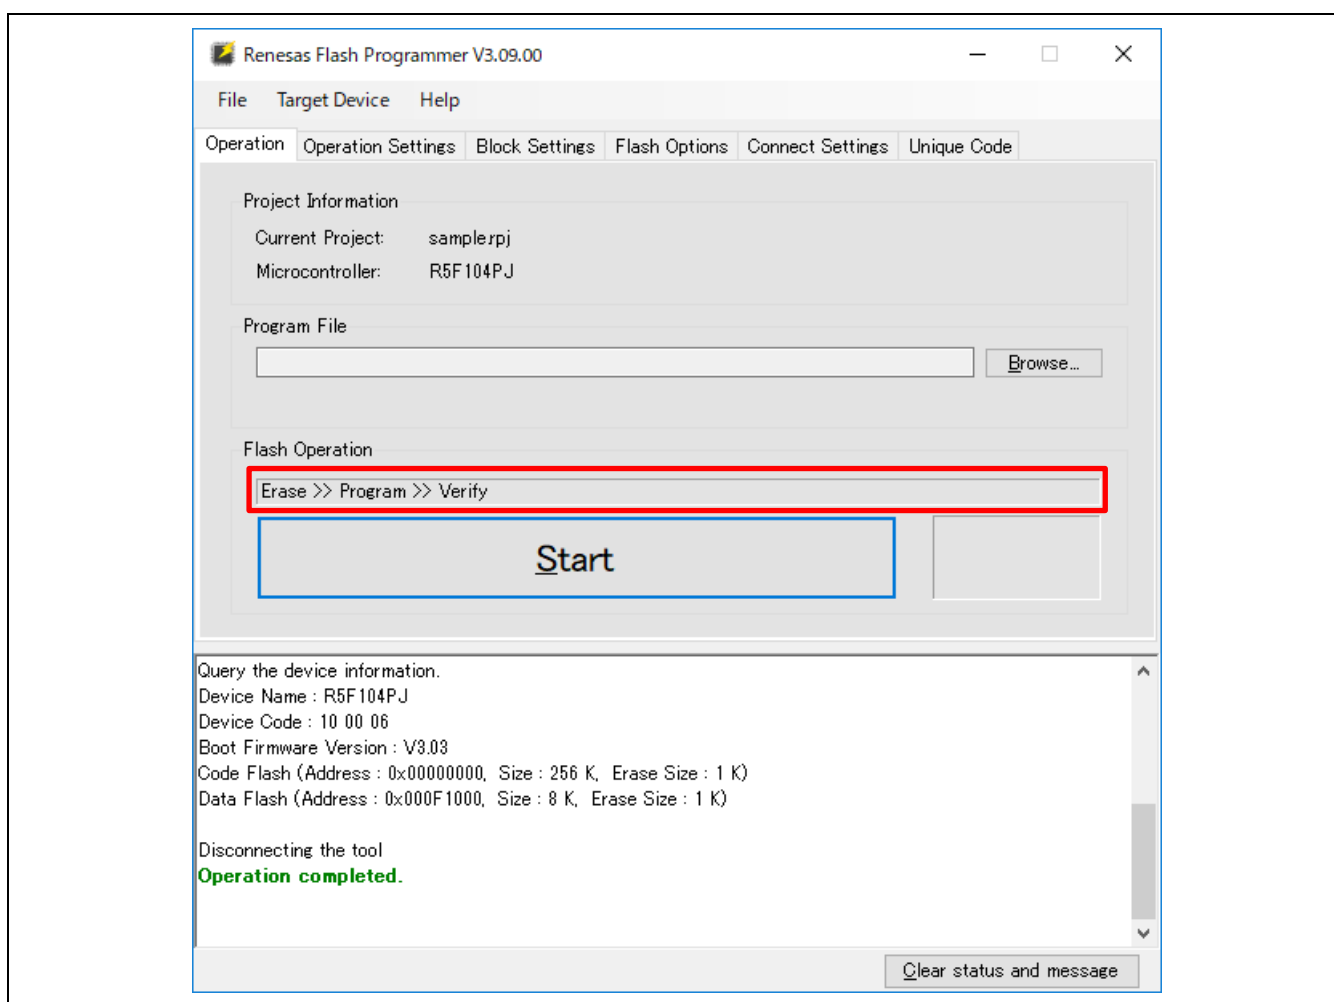 Renesas Flash Programmer V3.09.00
File Target Device Help
Operation Operation Settings Block Settings Flash Options Connect Settings Unique Code
Project Information
Current Project: sample.rpj
Microcontroller: R5F104PJ
Program File
Browse...
Flash Operation
Erase >> Program >> Verify
Start
Query the device information.
Device Name : R5F104PJ
Device Code : 10 00 06
Boot Firmware Version : V3.03
Code Flash (Address : 0x00000000, Size : 256 K, Erase Size : 1 K)
Data Flash (Address : 0x000F1000, Size : 8 K, Erase Size : 1 K)
Disconnecting the tool
Operation completed.
Clear status and message